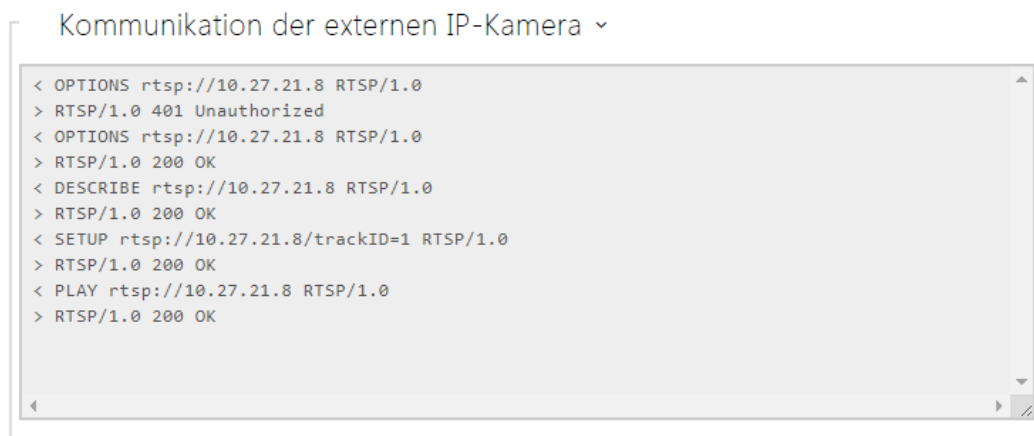 Kommunikation der externen IP-Kamera
< OPTIONS rtsp://10.27.21.8 RTSP/1.0
> RTSP/1.0 401 Unauthorized
< OPTIONS rtsp://10.27.21.8 RTSP/1.0
> RTSP/1.0 200 OK
< DESCRIBE rtsp://10.27.21.8 RTSP/1.0
> RTSP/1.0 200 OK
< SETUP rtsp://10.27.21.8/trackID=1 RTSP/1.0
> RTSP/1.0 200 OK
< PLAY rtsp://10.27.21.8 RTSP/1.0
> RTSP/1.0 200 OK